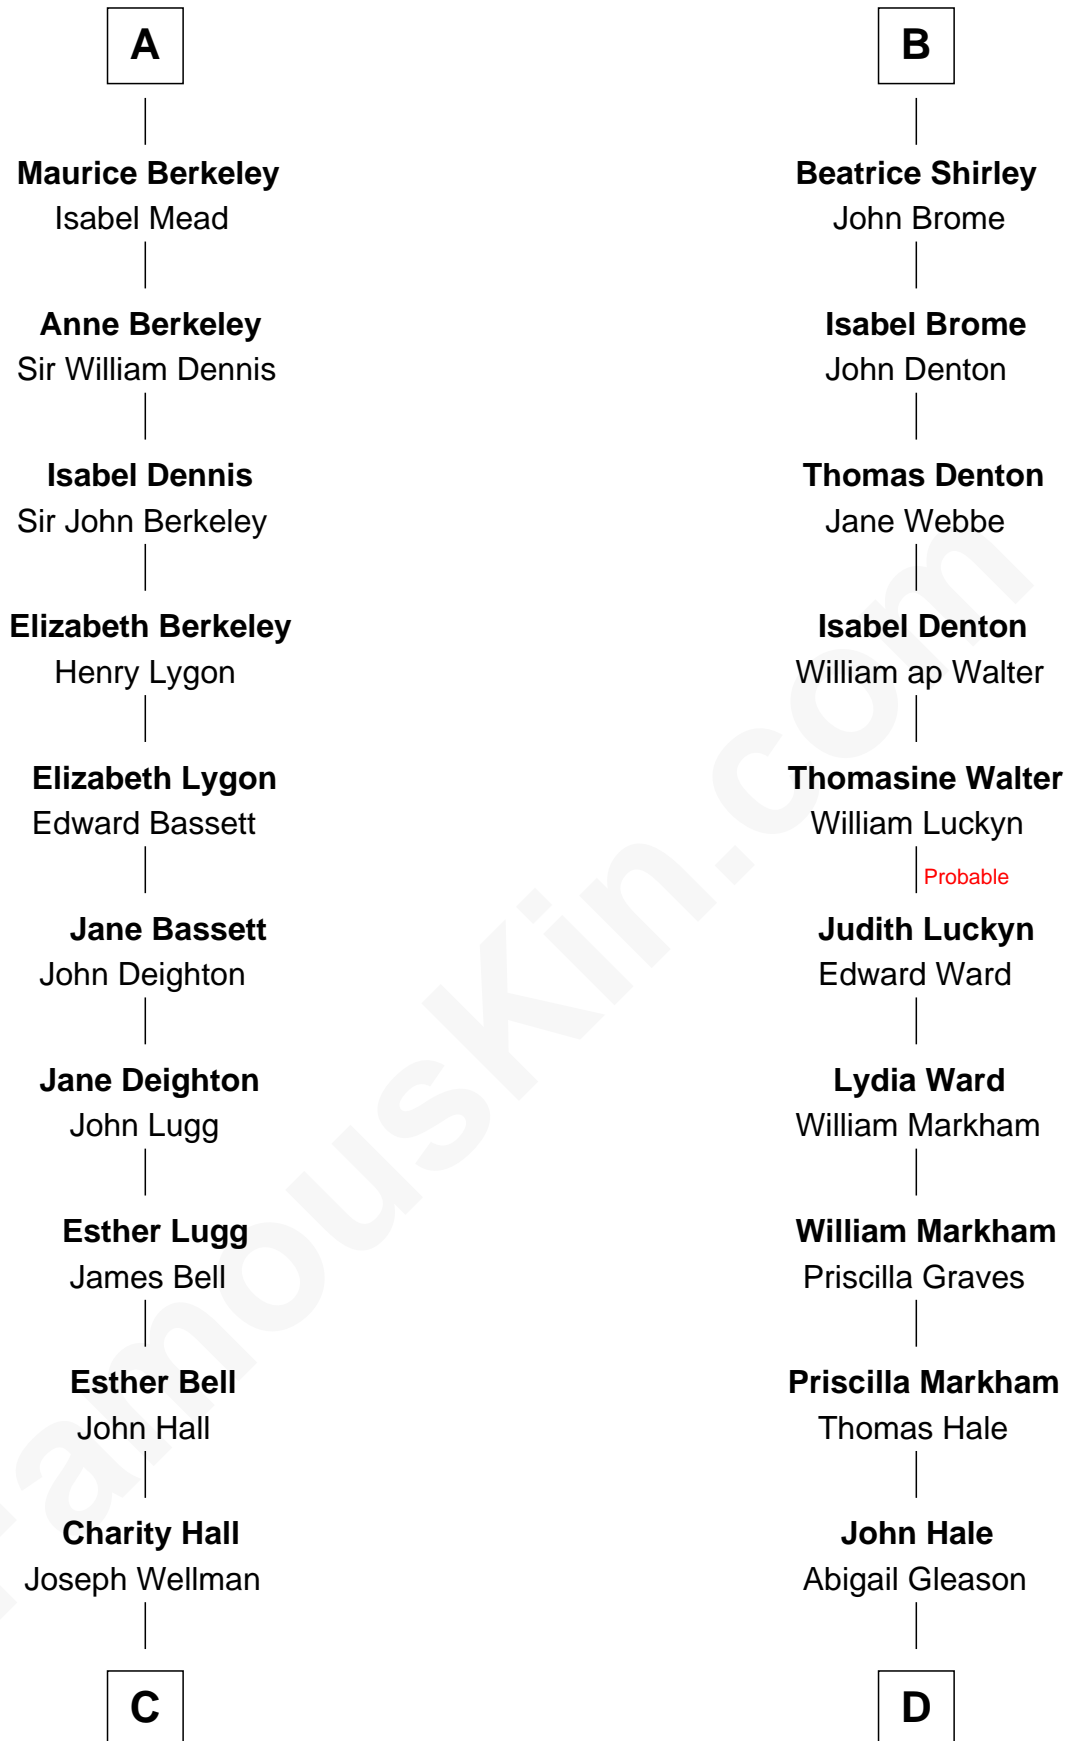 A
Maurice Berkeley
Isabel Mead
Anne Berkeley
Sir William Dennis
Isabel Dennis
Sir John Berkeley
Elizabeth Berkeley
Henry Lygon
Elizabeth Lygon
Edward Bassett
Jane Bassett
John Deighton
Jane Deighton
John Lugg
Esther Lugg
James Bell
Esther Bell
John Hall
Charity Hall
Joseph Wellman
C
B
Beatrice Shirley
John Brome
Isabel Brome
John Denton
Thomas Denton
Jane Webbe
Isabel Denton
William ap Walter
Thomasine Walter
William Luckyn
Probable
Judith Luckyn
Edward Ward
Lydia Ward
William Markham
William Markham
Priscilla Graves
Priscilla Markham
Thomas Hale
John Hale
Abigail Gleason
D
FamousKin.com